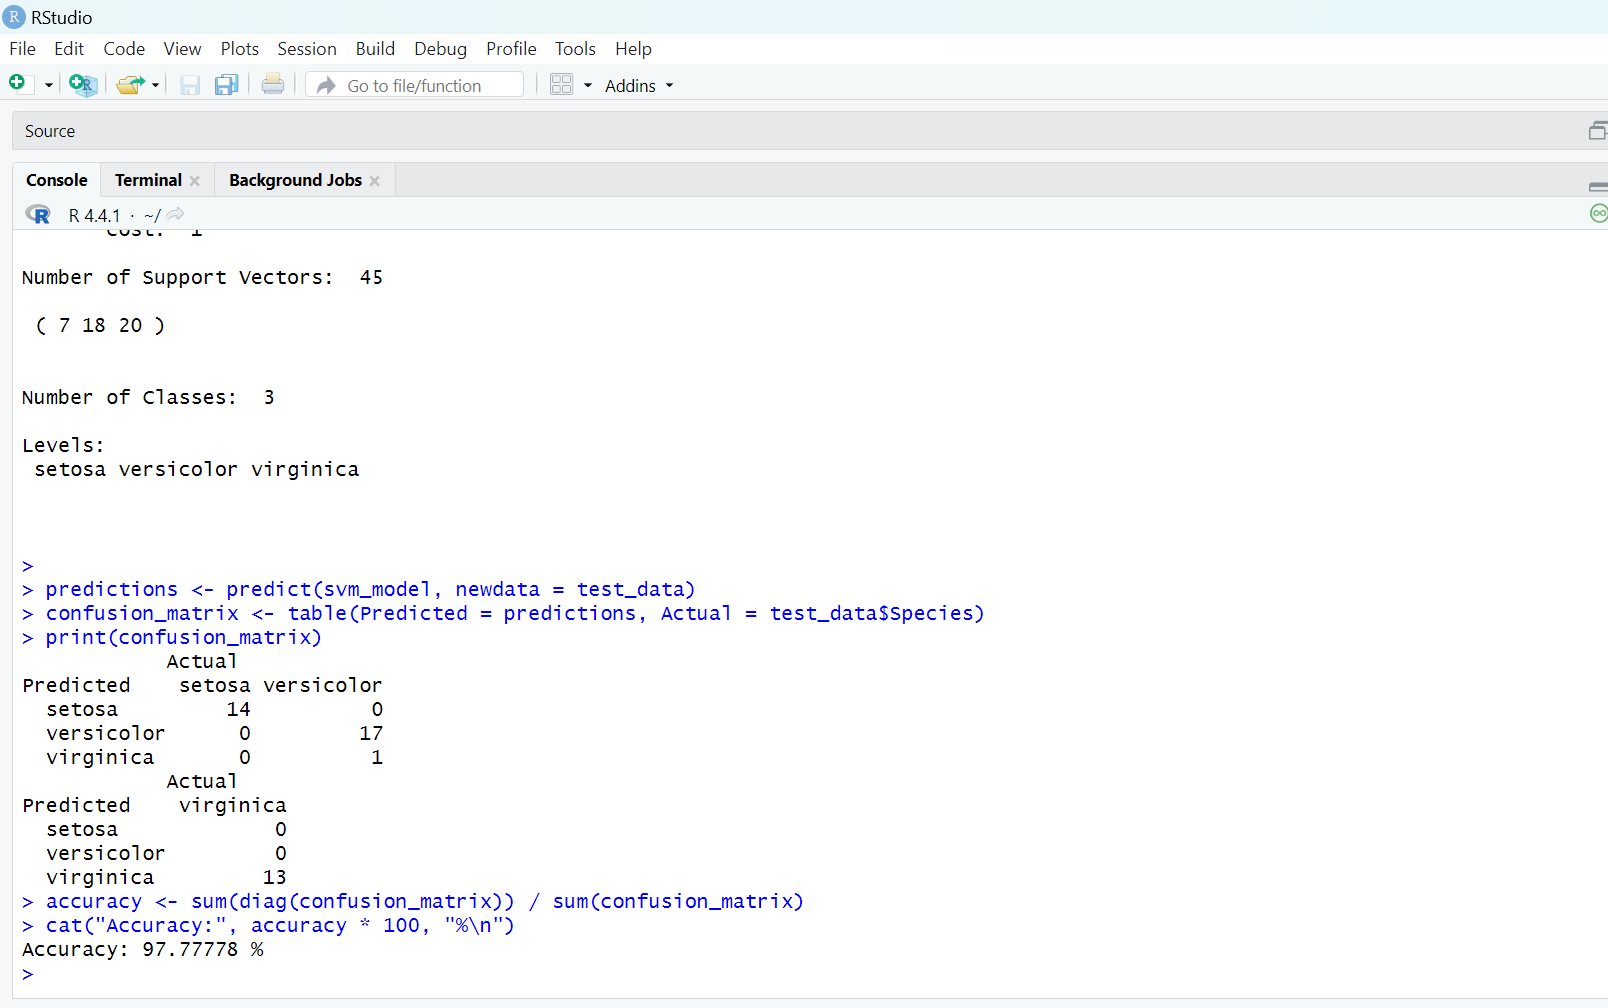 RStudio
File Edit Code View Plots Session Build Debug Profile Tools Help
Go to file/function Addins
Source
Console Terminal Background Jobs
R 4.4.1 · ~/
cost: 1
Number of Support Vectors:  45
( 7 18 20 )
Number of Classes:  3
Levels:
setosa versicolor virginica
>
> predictions <- predict(svm_model, newdata = test_data)
> confusion_matrix <- table(Predicted = predictions, Actual = test_data$Species)
> print(confusion_matrix)
            Actual
Predicted    setosa versicolor
  setosa         14          0
  versicolor      0         17
  virginica       0          1
            Actual
Predicted    virginica
  setosa             0
  versicolor         0
  virginica         13
> accuracy <- sum(diag(confusion_matrix)) / sum(confusion_matrix)
> cat("Accuracy:", accuracy * 100, "%\n")
Accuracy: 97.77778 %
>